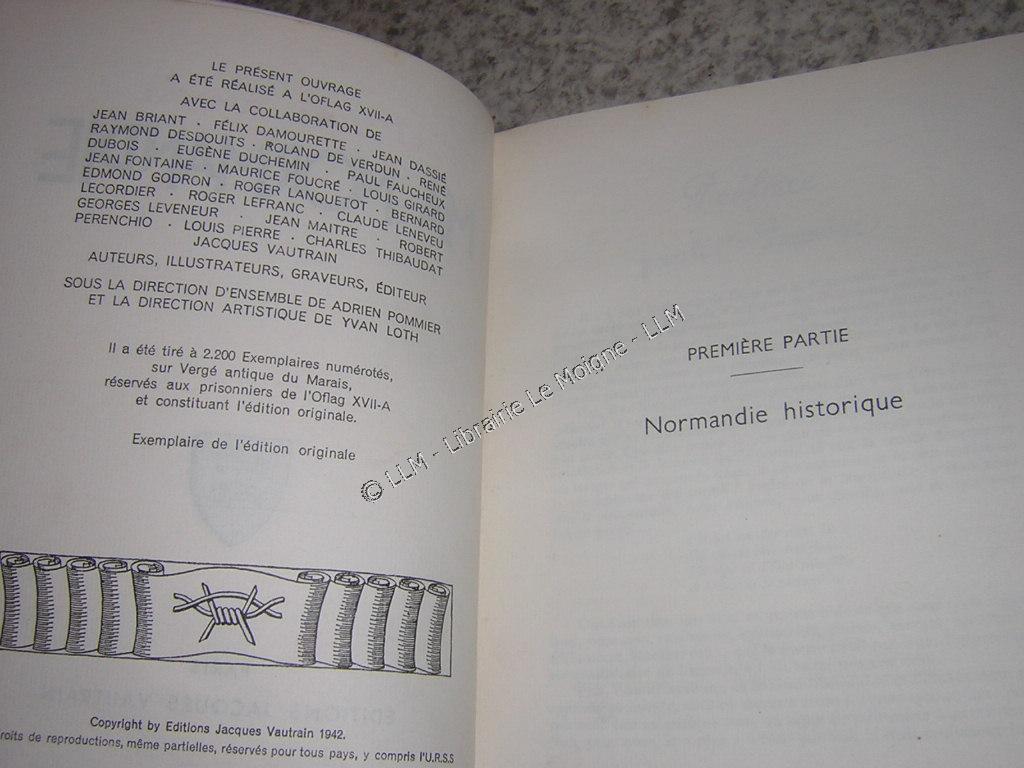 LE PRÉSENT OUVRAGE
A ÉTÉ RÉALISÉ A L'OFLAG XVII-A
AVEC LA COLLABORATION DE
JEAN BRIANT · FÉLIX DAMOURETTE · JEAN DASSIÉ
RAYMOND DESDOUITS · ROLAND DE VERDUN · RENÉ
DUBOIS · EUGÈNE DUCHEMIN · PAUL FAUCHEUX
JEAN FONTAINE · MAURICE FOUCRÉ · LOUIS GIRARD
EDMOND GODRON · ROGER LANQUETOT · BERNARD
LECORDIER · ROGER LEFRANC · CLAUDE LENEVEU
GEORGES LEVENEUR · JEAN MAITRE · ROBERT
PERENCHIO · LOUIS PIERRE · CHARLES THIBAUDAT
JACQUES VAUTRAIN
AUTEURS, ILLUSTRATEURS, GRAVEURS, ÉDITEUR
SOUS LA DIRECTION D'ENSEMBLE DE ADRIEN POMMIER
ET LA DIRECTION ARTISTIQUE DE YVAN LOTH
Il a été tiré à 2.200 Exemplaires numérotés,
sur Vergé antique du Marais,
réservés aux prisonniers de l'Oflag XVII-A
et constituant l'édition originale.
Exemplaire de l'édition originale
Copyright by Editions Jacques Vautrain 1942.
roits de reproductions, même partielles, réservés pour tous pays, y compris l'U.R.S.S
PREMIÈRE PARTIE
Normandie historique
© LLM - Librairie Le Moigne - LLM